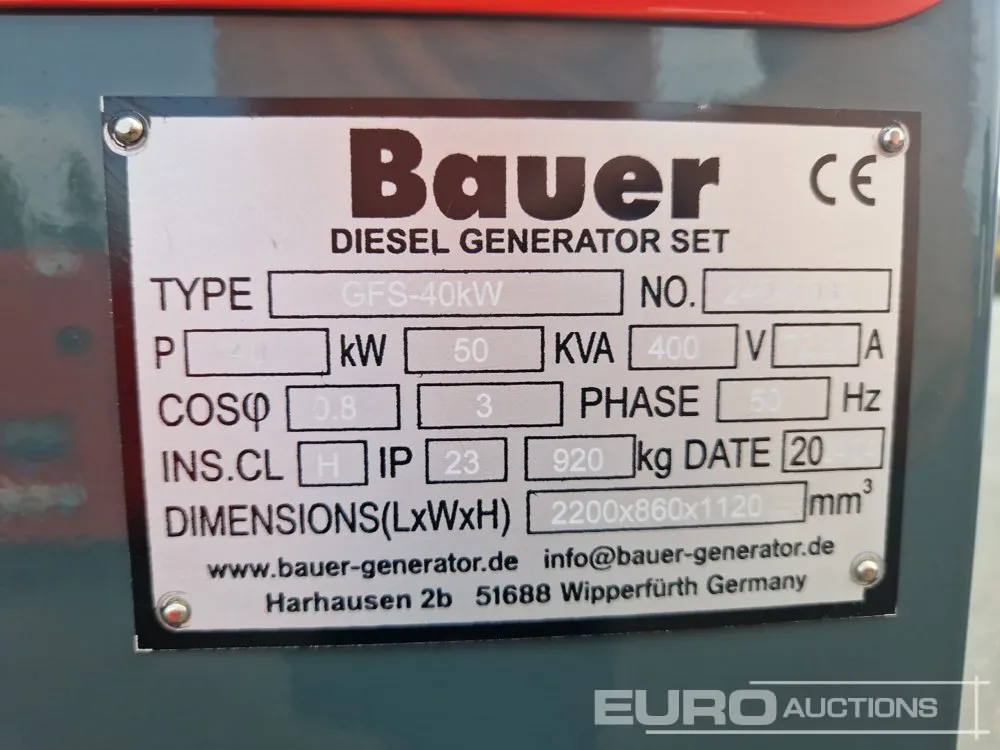 Bauer CE
DIESEL GENERATOR SET
TYPE GFS-40kW NO.
P 40 kW 50 KVA 400 V A
COSφ 0.8 3 PHASE 50 Hz
INS.CL H IP 23 920 kg DATE 20
DIMENSIONS(LxWxH) 2200x860x1120 mm³
www.bauer-generator.de info@bauer-generator.de
Harhausen 2b 51688 Wipperfürth Germany
EURO AUCTIONS